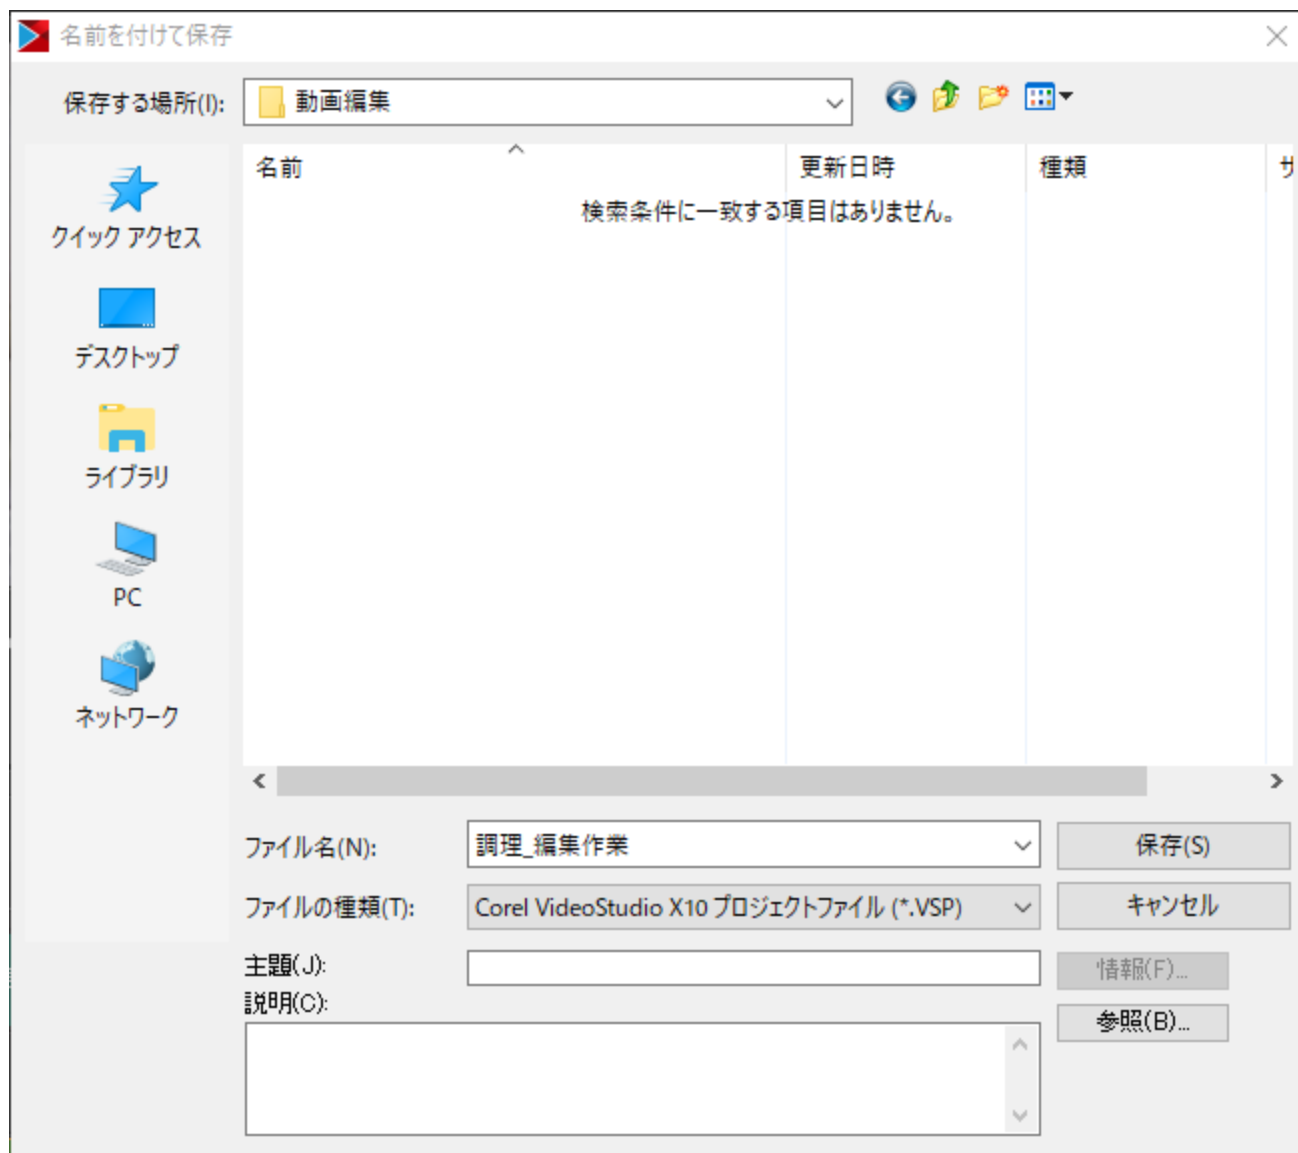 名前を付けて保存
保存する場所(I): 動画編集
名前 更新日時 種類 サ
検索条件に一致する項目はありません。
クイック アクセス
デスクトップ
ライブラリ
PC
ネットワーク
ファイル名(N): 調理_編集作業 保存(S)
ファイルの種類(T): Corel VideoStudio X10 プロジェクトファイル (*.VSP) キャンセル
主題(J): 情報(F)...
説明(C):
参照(B)...